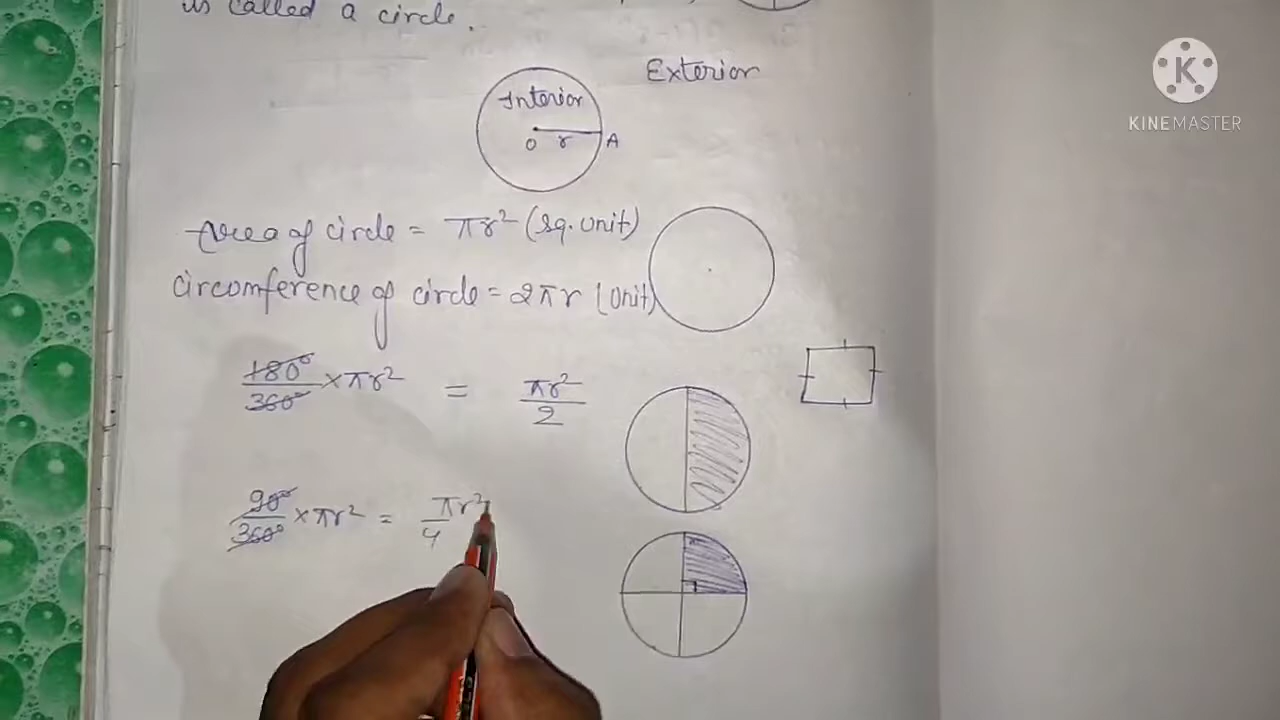 is called a circle.
Exterior
Interior
O r A
Area of circle = πr² (sq. unit)
circomference of circle = 2πr (unit)
180°/360° × πr² = πr²/2
90°/360° × πr² = πr²/4
K
KINEMASTER